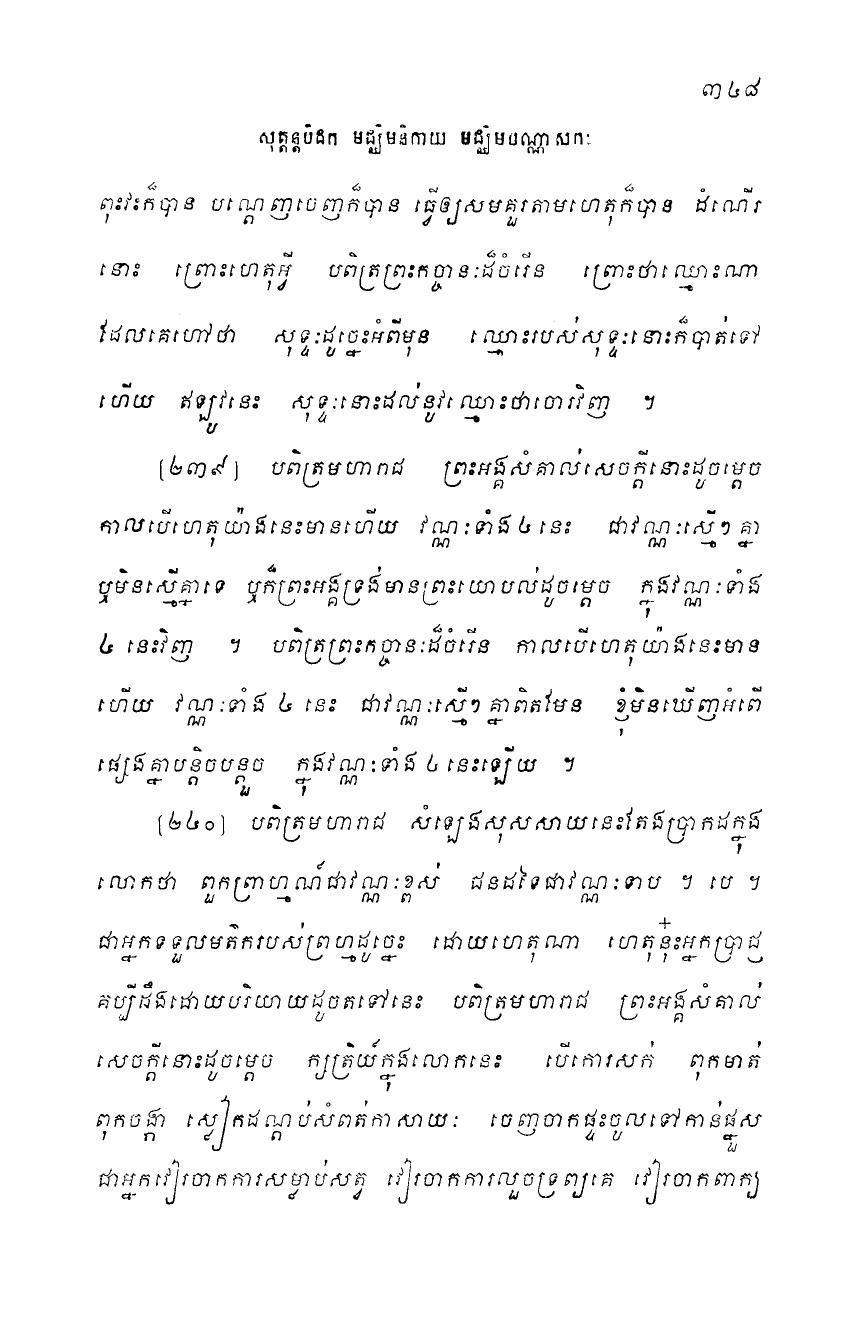 ៣៤៨
សុត្តន្តបិដក មជ្ឈិមនិកាយ មជ្ឈិមបណ្ណាសកៈ
ពុះវះក៏បាន បណ្តេញចេញក៏បាន ធ្វើឲ្យសមគួរតាមហេតុក៏បាន ដំណើរ
នោះ ព្រោះហេតុអ្វី បពិត្រព្រះកច្ចានៈដ៏ចំរើន ព្រោះថាឈ្មោះណា
ដែលគេហៅថា សុទ្ទៈដូច្នេះអំពីមុន ឈ្មោះរបស់សុទ្ទៈនោះក៏បាត់ទៅ
ហើយ ឥឡូវនេះ សុទ្ទៈនោះដល់នូវឈ្មោះថាចោរវិញ ។
[២៣៩] បពិត្រមហារាជ ព្រះអង្គសំគាល់សេចក្តីនោះដូចម្តេច
កាលបើហេតុយ៉ាងនេះមានហើយ វណ្ណៈទាំង ៤ នេះ ជាវណ្ណៈស្មើៗ គ្នា
ឬមិនស្មើគ្នាទេ ឬក៏ព្រះអង្គទ្រង់មានព្រះយោបល់ដូចម្តេច ក្នុងវណ្ណៈទាំង
៤ នេះវិញ ។ បពិត្រព្រះកច្ចានៈដ៏ចំរើន កាលបើហេតុយ៉ាងនេះមាន
ហើយ វណ្ណៈទាំង ៤ នេះ ជាវណ្ណៈស្មើៗ គ្នាពិតមែន ខ្ញុំមិនឃើញអំពើ
ផ្សេងគ្នាបន្តិចបន្តួច ក្នុងវណ្ណៈទាំង ៤ នេះឡើយ ។
[២៤០] បពិត្រមហារាជ សំឡេងសុសសាយនេះតែងប្រាកដក្នុង
លោកថា ពួកព្រាហ្មណ៍ជាវណ្ណៈខ្ពស់ ជនដទៃជាវណ្ណៈទាប ។ បេ ។
ជាអ្នកទទួលមតិករបស់ព្រហ្មដូច្នេះ ដោយហេតុណា ហេតុនុ៎ះអ្នកប្រាជ្ញ
គប្បីដឹងដោយបរិយាយដូចតទៅនេះ បពិត្រមហារាជ ព្រះអង្គសំគាល់
សេចក្តីនោះដូចម្តេច ក្សត្រិយ៍ក្នុងលោកនេះ បើកោរសក់ ពុកមាត់
ពុកចង្កា ស្លៀកដណ្តប់សំពត់កាសាយៈ ចេញចាកផ្ទះចូលទៅកាន់ផ្នួស
ជាអ្នកវៀរចាកការសម្លាប់សត្វ វៀរចាកការលួចទ្រព្យគេ វៀរចាកពាក្យ